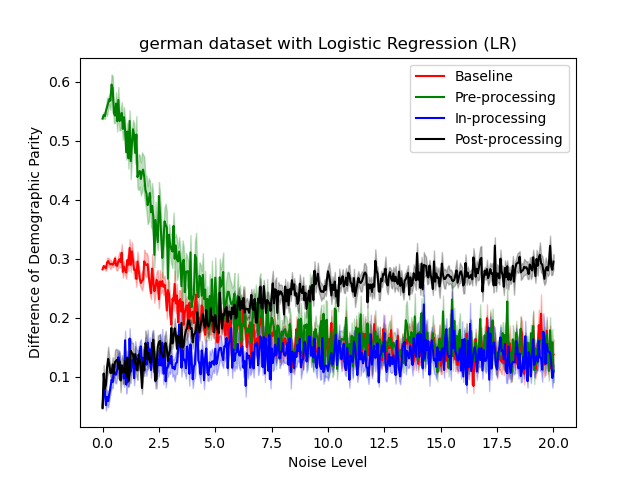 german dataset with Logistic Regression (LR)
Difference of Demographic Parity
0.6
0.5
0.4
0.3
0.2
0.1
Baseline
Pre-processing
In-processing
Post-processing
0.0 2.5 5.0 7.5 10.0 12.5 15.0 17.5 20.0
Noise Level